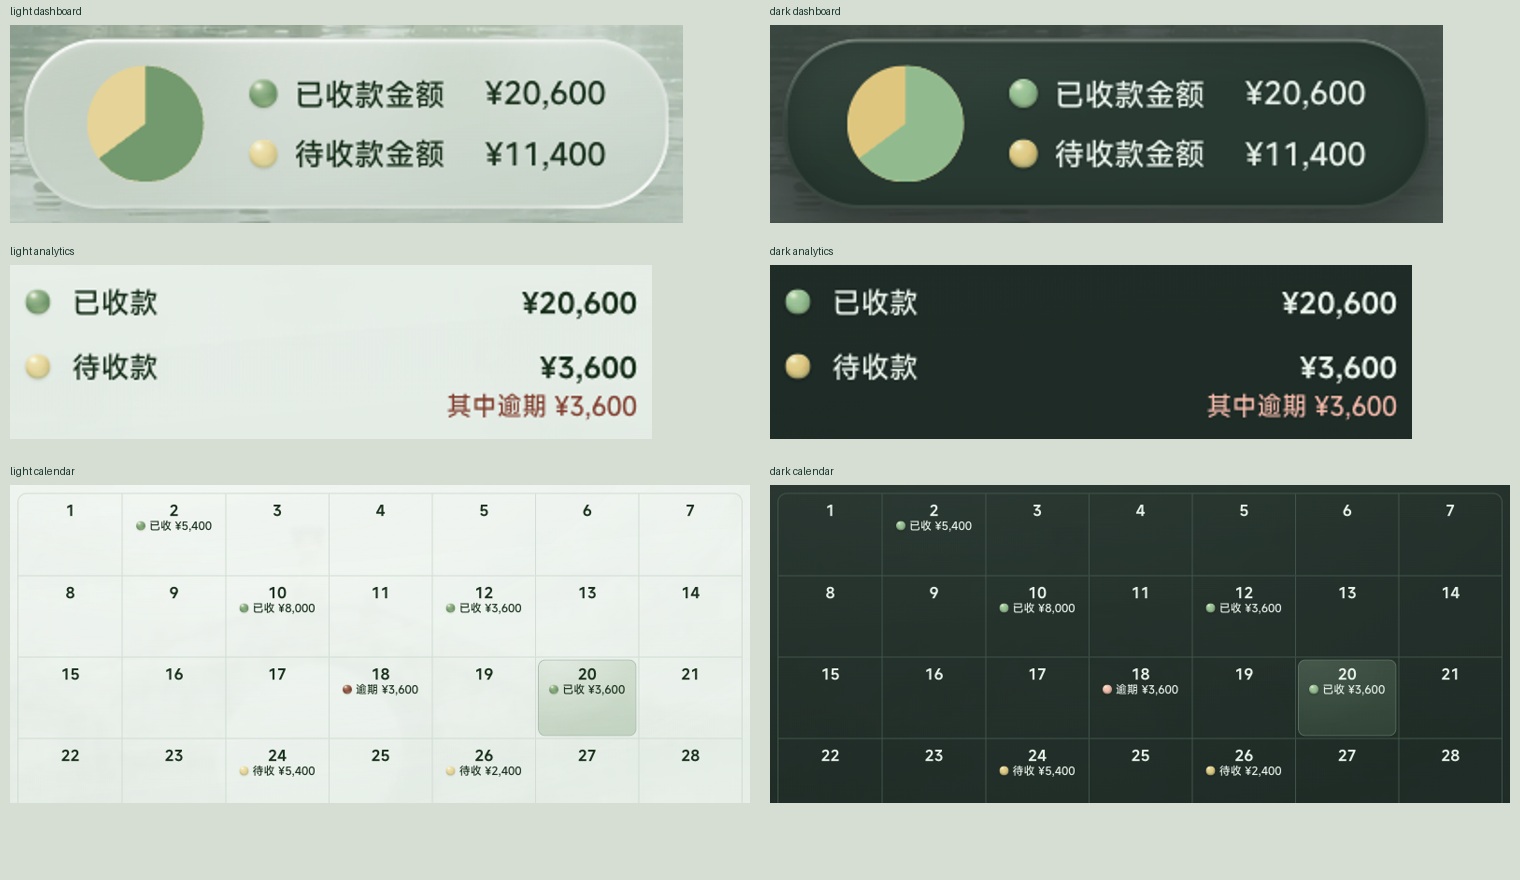 light dashboard
已收款金额 ¥20,600
待收款金额 ¥11,400
dark dashboard
已收款金额 ¥20,600
待收款金额 ¥11,400
light analytics
已收款 ¥20,600
待收款 ¥3,600
其中逾期 ¥3,600
dark analytics
已收款 ¥20,600
待收款 ¥3,600
其中逾期 ¥3,600
light calendar
1 2 3 4 5 6 7
已收 ¥5,400
8 9 10 11 12 13 14
已收 ¥8,000 已收 ¥3,600
15 16 17 18 19 20 21
逾期 ¥3,600 已收 ¥3,600
22 23 24 25 26 27 28
待收 ¥5,400 待收 ¥2,400
dark calendar
1 2 3 4 5 6 7
已收 ¥5,400
8 9 10 11 12 13 14
已收 ¥8,000 已收 ¥3,600
15 16 17 18 19 20 21
逾期 ¥3,600 已收 ¥3,600
22 23 24 25 26 27 28
待收 ¥5,400 待收 ¥2,400